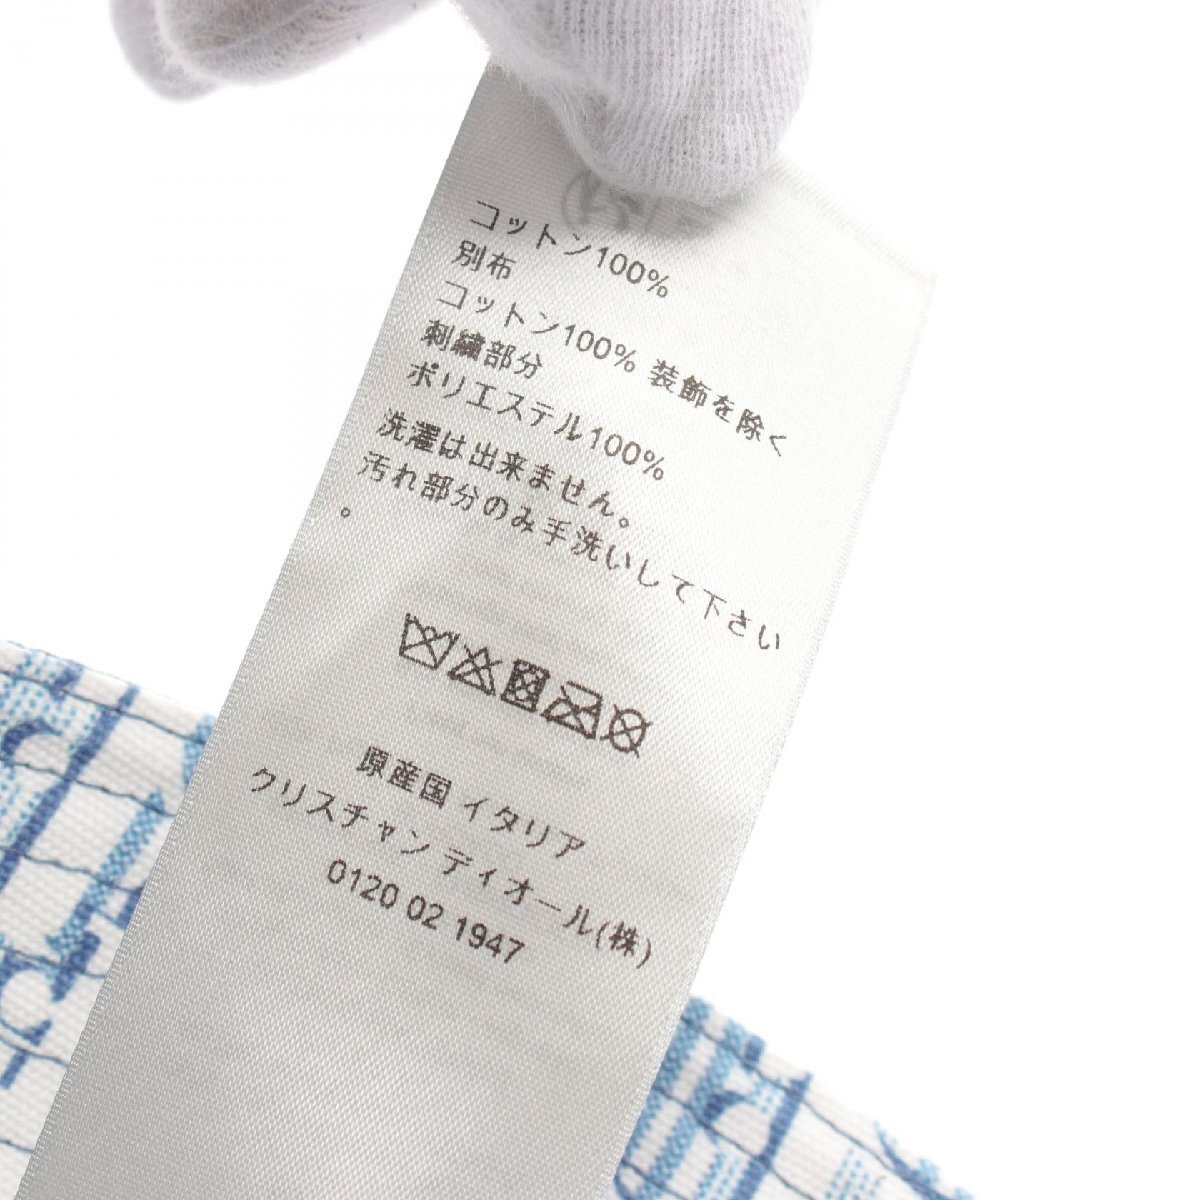 コットン100%
別布
コットン100% 装飾を除く
刺繍部分
ポリエステル100%
洗濯は出来ません。
汚れ部分のみ手洗いして下さい
。
原産国 イタリア
クリスチャン ディオール(株)
0120 02 1947